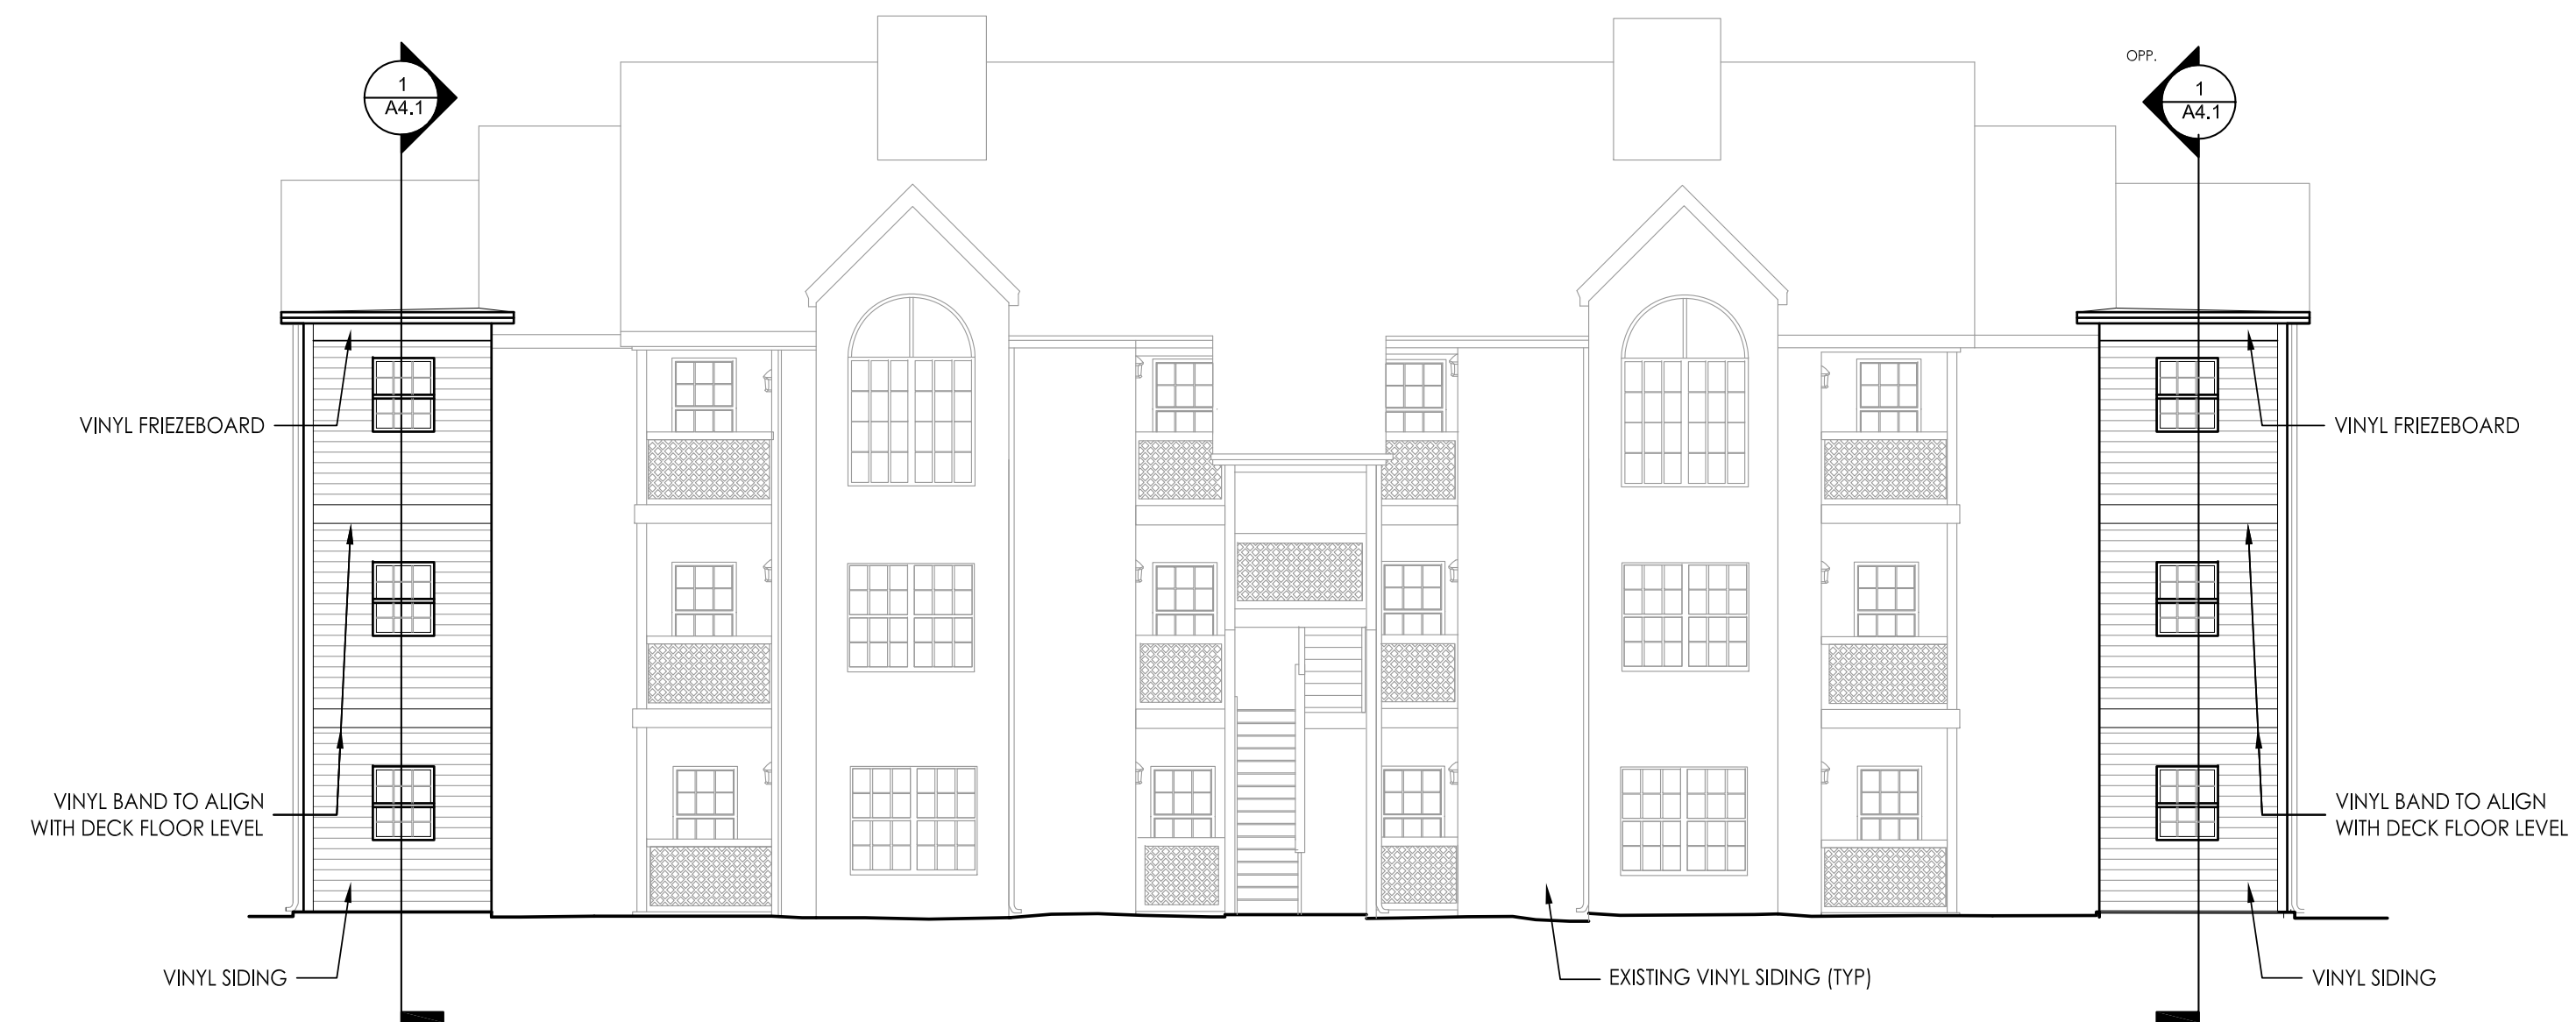 1
A4.1
OPP.
1
A4.1
VINYL FRIEZEBOARD
VINYL FRIEZEBOARD
VINYL BAND TO ALIGN
WITH DECK FLOOR LEVEL
VINYL BAND TO ALIGN
WITH DECK FLOOR LEVEL
VINYL SIDING
EXISTING VINYL SIDING (TYP)
VINYL SIDING